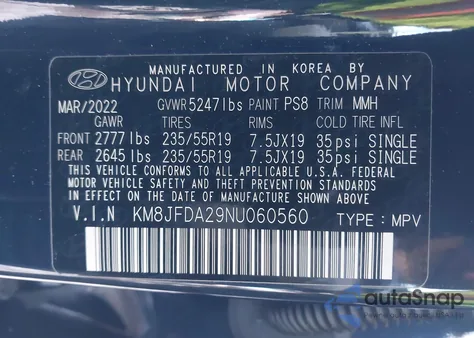 MANUFACTURED IN KOREA BY
HYUNDAI MOTOR COMPANY
MAR/2022 GVWR 5247lbs PAINT PS8 TRIM MMH
GAWR TIRES RIMS COLD TIRE INFL
FRONT 2777lbs 235/55R19 7.5JX19 35psi SINGLE
REAR 2645lbs 235/55R19 7.5JX19 35psi SINGLE
THIS VEHICLE CONFORMS TO ALL APPLICABLE U.S.A. FEDERAL
MOTOR VEHICLE SAFETY, BUMPER, AND THEFT PREVENTION
STANDARDS IN EFFECT ON THE DATE OF MANUFACTURE SHOWN ABOVE.
V.I.N KM8JFDA29NU060560 TYPE : MPV
autoSnap